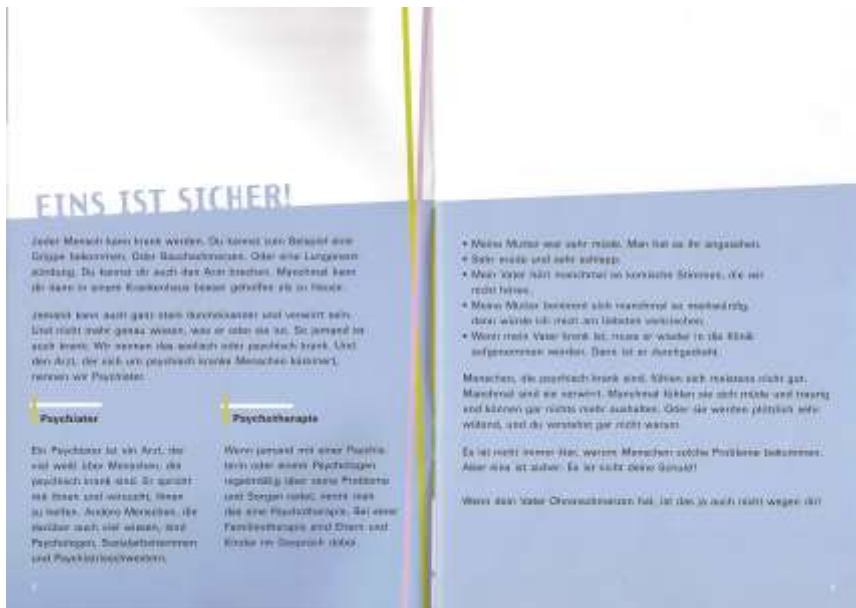 EINS IST SICHER!
Jeder Mensch kann krank werden. Du kannst zum Beispiel eine
Grippe bekommen. Oder Bauchschmerzen. Oder eine Lungenent-
zündung. Du kannst dir auch den Arm brechen. Manchmal kann
dir dann in einem Krankenhaus besser geholfen als zu Hause.
Jemand kann auch ganz stark durcheinander und verwirrt sein.
Und nicht mehr genau wissen, was er oder sie ist. So jemand ist
auch krank. Wir nennen das seelisch oder psychisch krank. Und
den Arzt, der sich um psychisch kranke Menschen kümmert,
nennen wir Psychiater.
Psychiater
Ein Psychiater ist ein Arzt, der
viel weiß über Menschen, die
psychisch krank sind. Er spricht
mit ihnen und versucht, ihnen
zu helfen. Andere Menschen, die
darüber auch viel wissen, sind
Psychologen, Sozialarbeiterinnen
und Psychiatrieschwestern.
Psychotherapie
Wenn jemand mit einer Psychia-
terin oder einem Psychologen
regelmäßig über seine Probleme
und Sorgen redet, nennt man
das eine Psychotherapie. Bei einer
Familientherapie sind Eltern und
Kinder im Gespräch dabei.
• Meine Mutter war sehr müde. Man hat es ihr angesehen.
• Sehr müde und sehr schlapp.
• Mein Vater hört manchmal so komische Stimmen, die wir
nicht hören.
• Meine Mutter benimmt sich manchmal so merkwürdig,
dann würde ich mich am liebsten verkriechen.
• Wenn mein Vater krank ist, muss er wieder in die Klinik
aufgenommen werden. Dann ist er durchgedreht.
Menschen, die psychisch krank sind, fühlen sich meistens nicht gut.
Manchmal sind sie verwirrt. Manchmal fühlen sie sich müde und traurig
und können gar nichts mehr aushalten. Oder sie werden plötzlich sehr
wütend, und du verstehst gar nicht warum.
Es ist nicht immer klar, warum Menschen solche Probleme bekommen.
Aber eins ist sicher: Es ist nicht deine Schuld!
Wenn dein Vater Ohrenschmerzen hat, ist das ja auch nicht wegen dir!